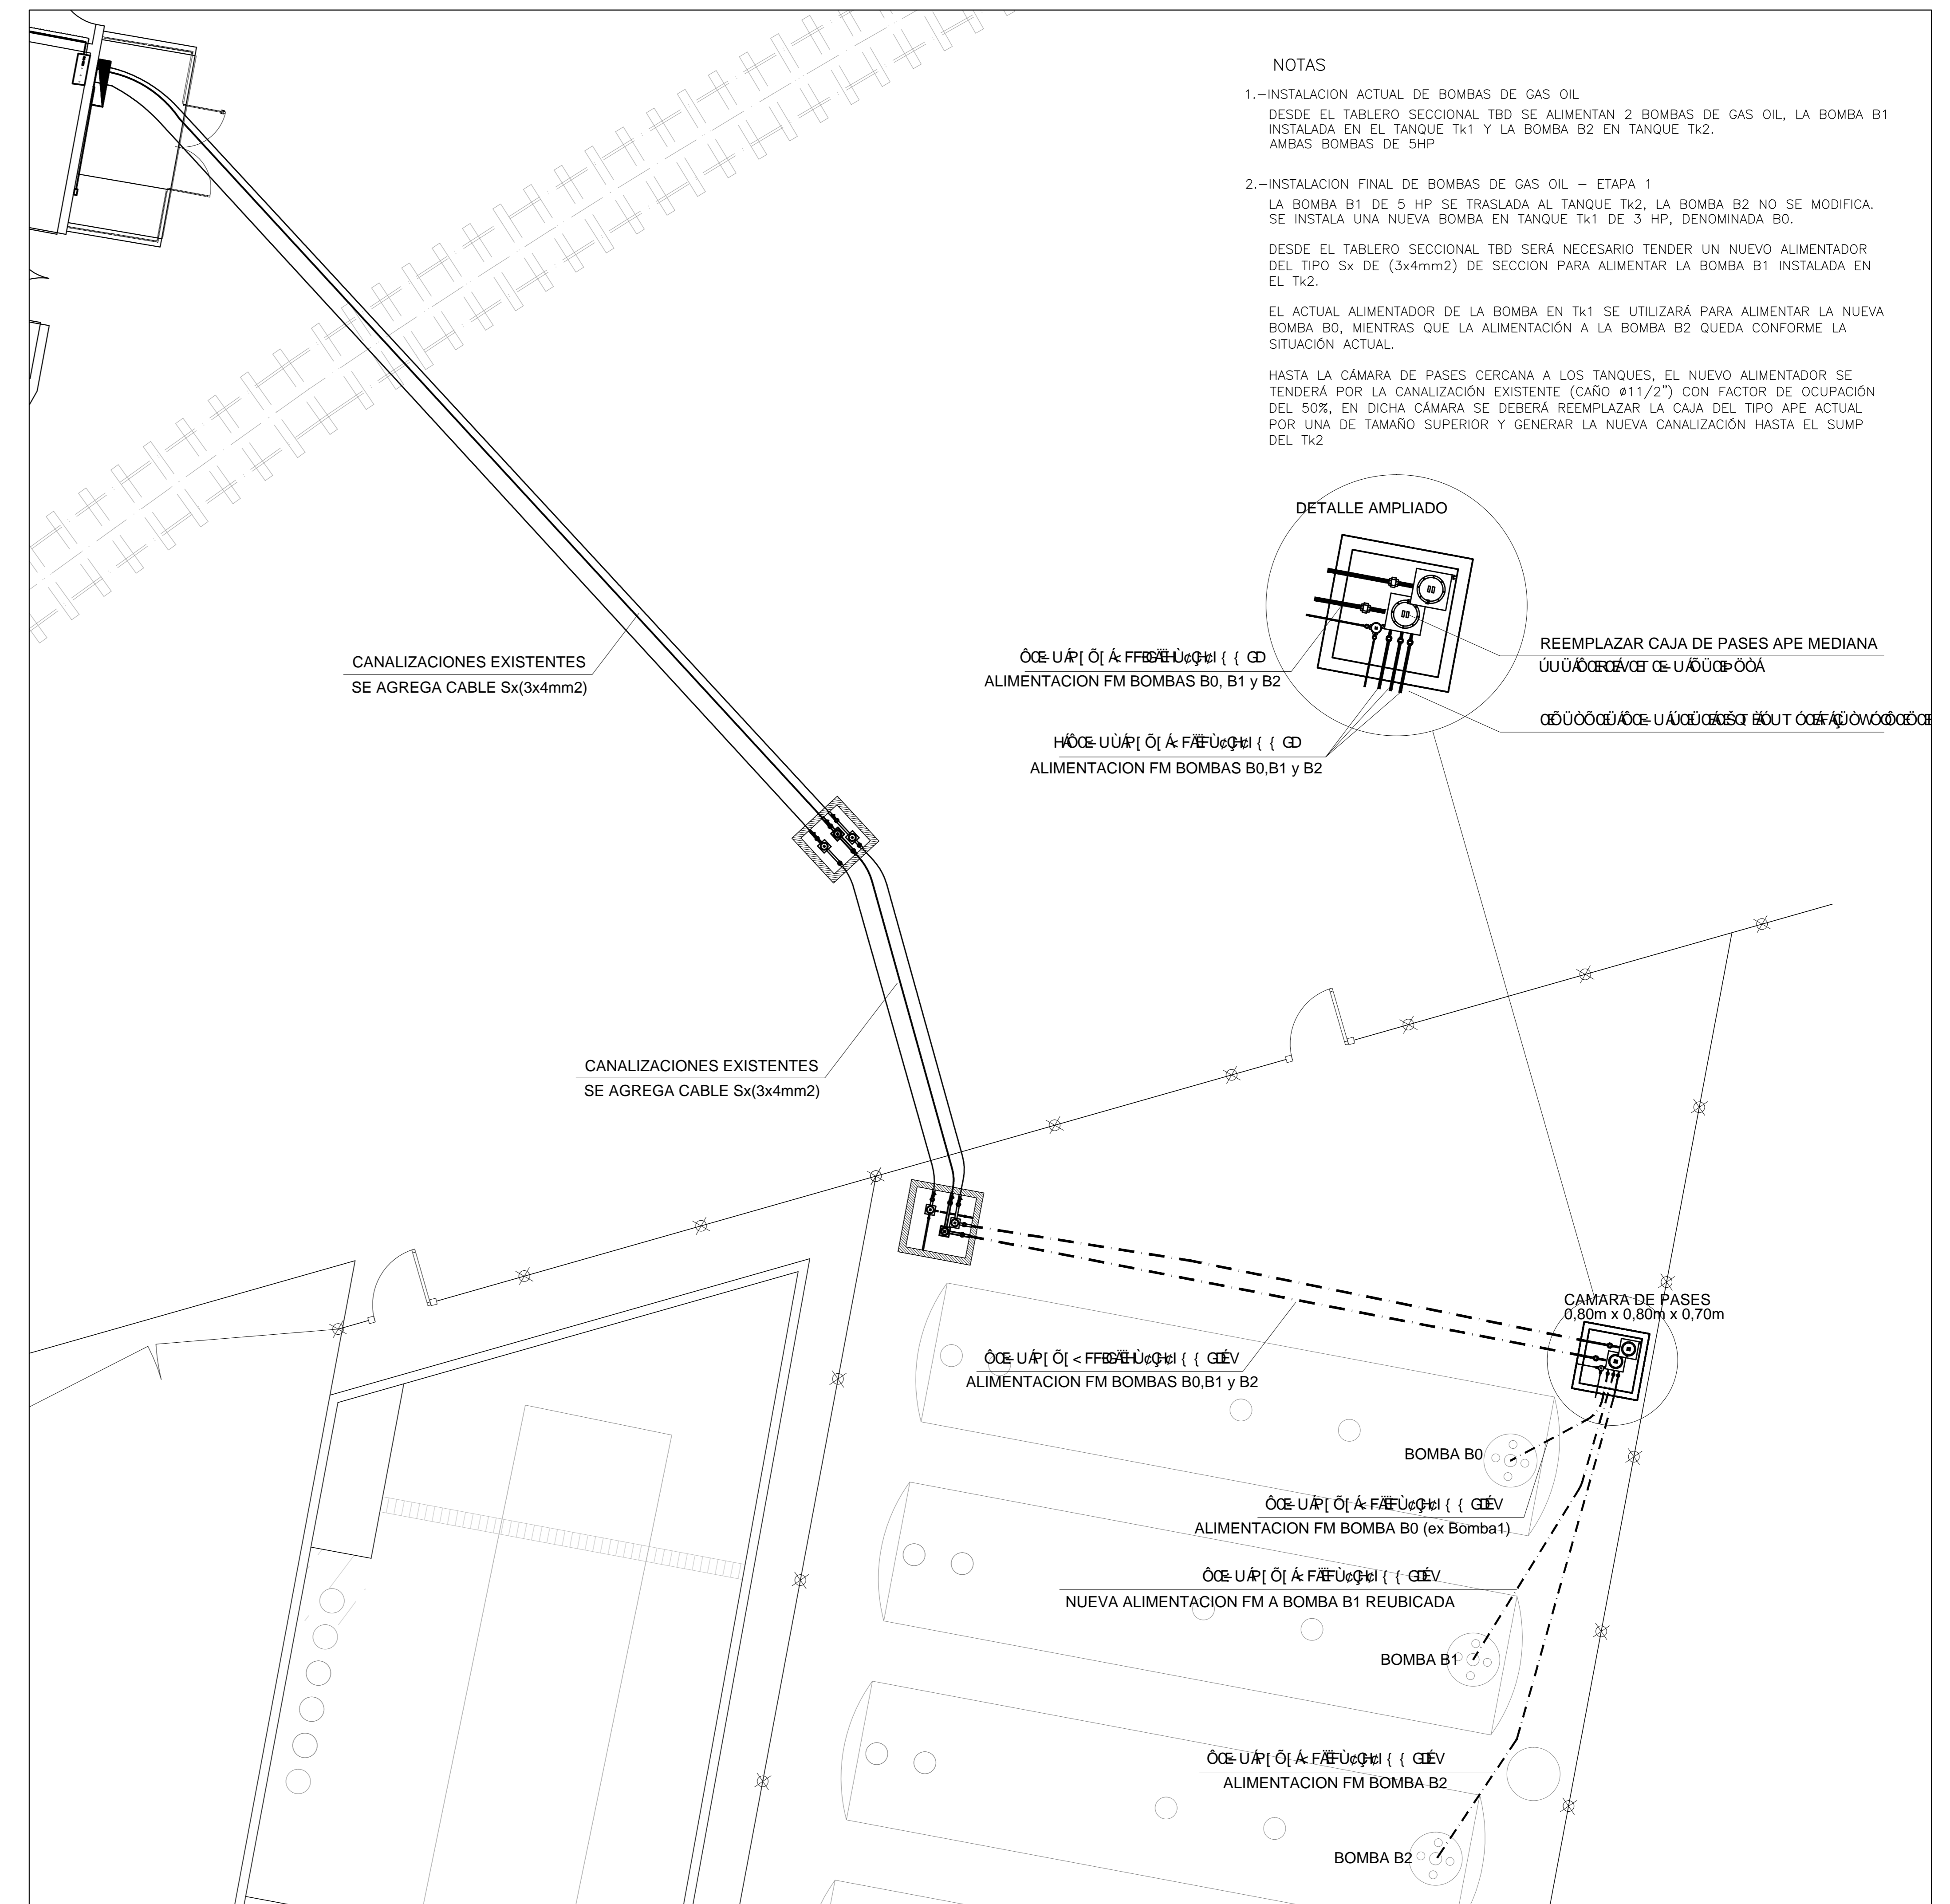 NOTAS
1.-INSTALACION ACTUAL DE BOMBAS DE GAS OIL
DESDE EL TABLERO SECCIONAL TBD SE ALIMENTAN 2 BOMBAS DE GAS OIL, LA BOMBA B1
INSTALADA EN EL TANQUE Tk1 Y LA BOMBA B2 EN TANQUE Tk2.
AMBAS BOMBAS DE 5HP
2.-INSTALACION FINAL DE BOMBAS DE GAS OIL - ETAPA 1
LA BOMBA B1 DE 5 HP SE TRASLADA AL TANQUE Tk2, LA BOMBA B2 NO SE MODIFICA.
SE INSTALA UNA NUEVA BOMBA EN TANQUE Tk1 DE 3 HP, DENOMINADA B0.
DESDE EL TABLERO SECCIONAL TBD SERÁ NECESARIO TENDER UN NUEVO ALIMENTADOR
DEL TIPO Sx DE (3x4mm2) DE SECCION PARA ALIMENTAR LA BOMBA B1 INSTALADA EN
EL Tk2.
EL ACTUAL ALIMENTADOR DE LA BOMBA EN Tk1 SE UTILIZARÁ PARA ALIMENTAR LA NUEVA
BOMBA B0, MIENTRAS QUE LA ALIMENTACIÓN A LA BOMBA B2 QUEDA CONFORME LA
SITUACIÓN ACTUAL.
HASTA LA CÁMARA DE PASES CERCANA A LOS TANQUES, EL NUEVO ALIMENTADOR SE
TENDERÁ POR LA CANALIZACIÓN EXISTENTE (CAÑO ø11/2") CON FACTOR DE OCUPACIÓN
DEL 50%, EN DICHA CÁMARA SE DEBERÁ REEMPLAZAR LA CAJA DEL TIPO APE ACTUAL
POR UNA DE TAMAÑO SUPERIOR Y GENERAR LA NUEVA CANALIZACIÓN HASTA EL SUMP
DEL Tk2
DETALLE AMPLIADO
REEMPLAZAR CAJA DE PASES APE MEDIANA
ALIMENTACION FM BOMBAS B0, B1 y B2
ALIMENTACION FM BOMBAS B0,B1 y B2
CANALIZACIONES EXISTENTES
SE AGREGA CABLE Sx(3x4mm2)
CANALIZACIONES EXISTENTES
SE AGREGA CABLE Sx(3x4mm2)
CAMARA DE PASES
0,80m x 0,80m x 0,70m
ALIMENTACION FM BOMBAS B0,B1 y B2
BOMBA B0
ALIMENTACION FM BOMBA B0 (ex Bomba1)
NUEVA ALIMENTACION FM A BOMBA B1 REUBICADA
BOMBA B1
ALIMENTACION FM BOMBA B2
BOMBA B2